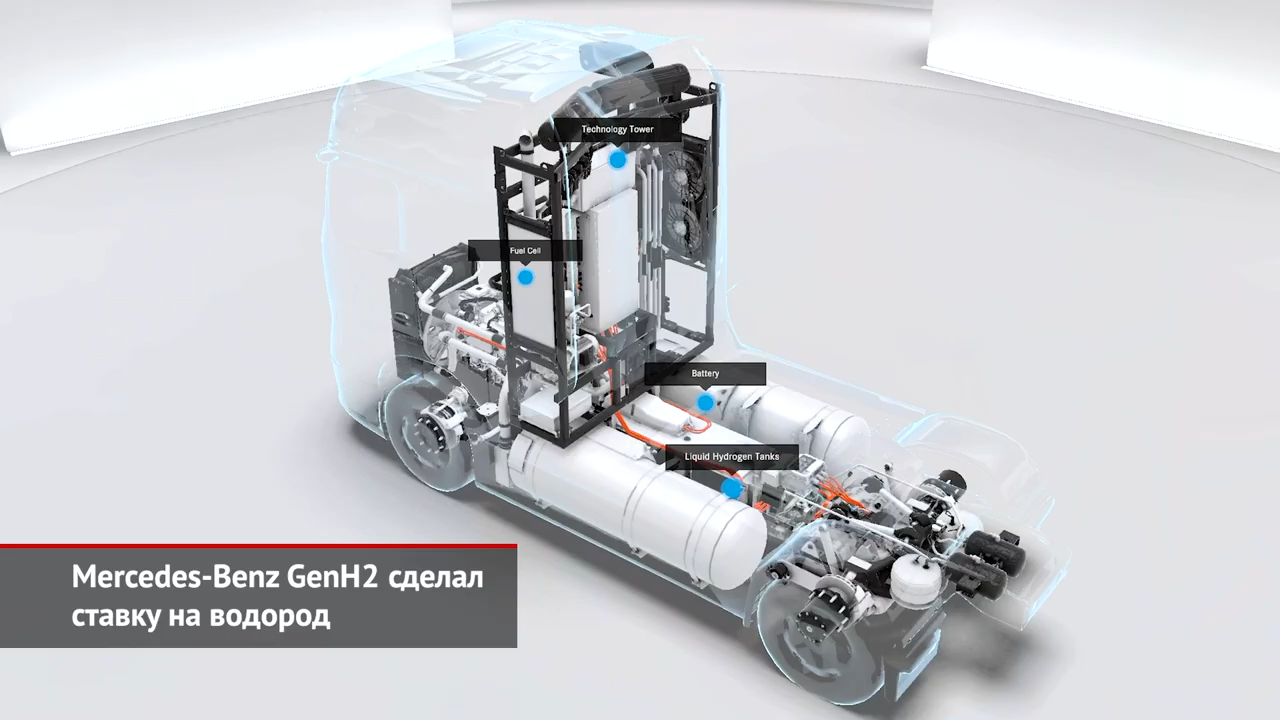 Technology Tower
Fuel Cell
Battery
Liquid Hydrogen Tanks
Mercedes-Benz GenH2 сделал
ставку на водород